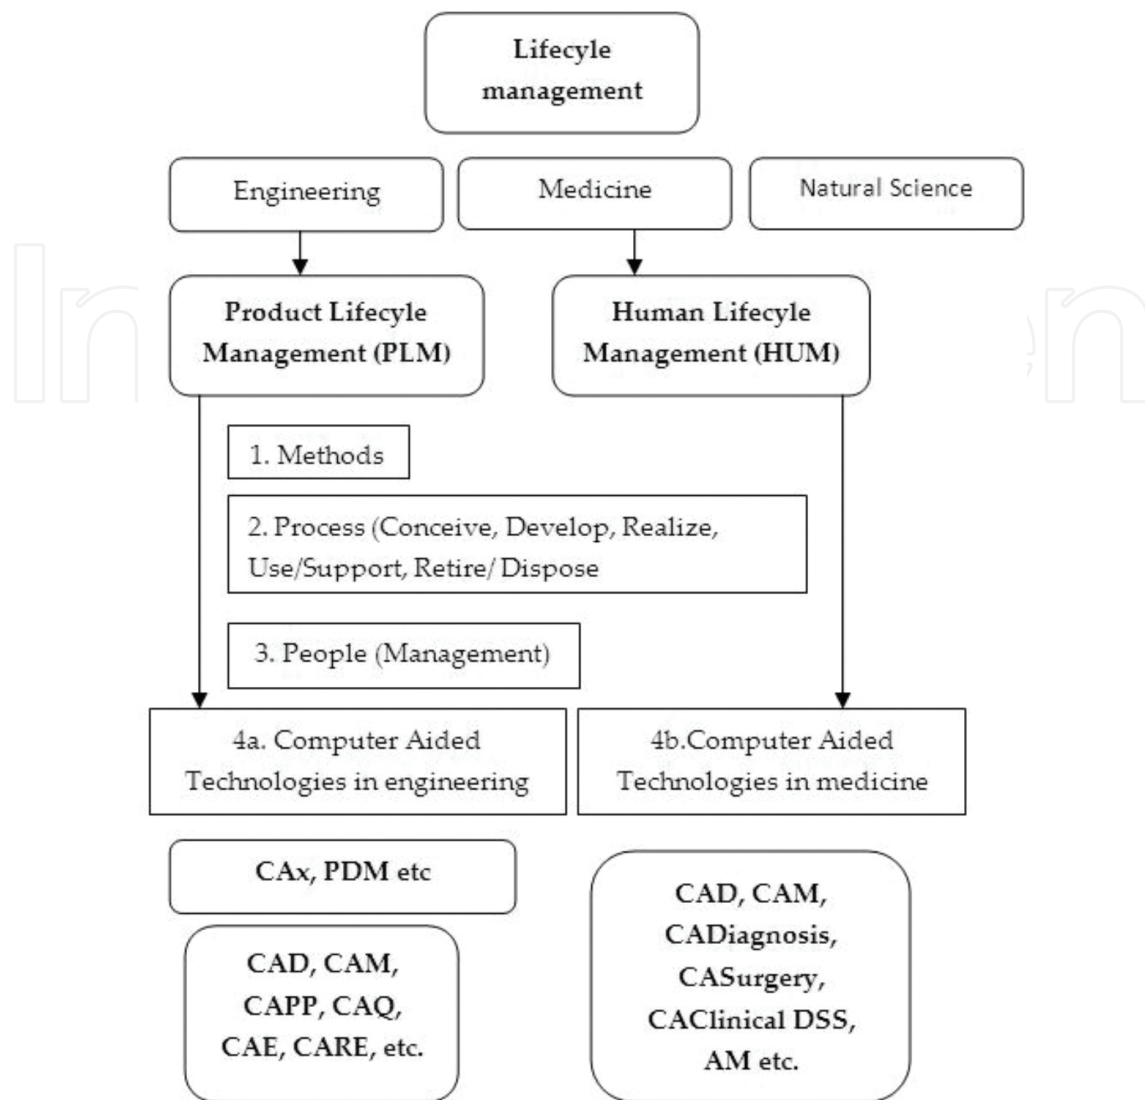 Lifecyle
management
Engineering
Medicine
Natural Science
Product Lifecyle
Management (PLM)
Human Lifecyle
Management (HUM)
1. Methods
2. Process (Conceive, Develop, Realize,
Use/Support, Retire/ Dispose
3. People (Management)
4a. Computer Aided
Technologies in engineering
4b.Computer Aided
Technologies in medicine
CAx, PDM etc
CAD, CAM,
CAPP, CAQ,
CAE, CARE, etc.
CAD, CAM,
CADiagnosis,
CASurgery,
CAClinical DSS,
AM etc.